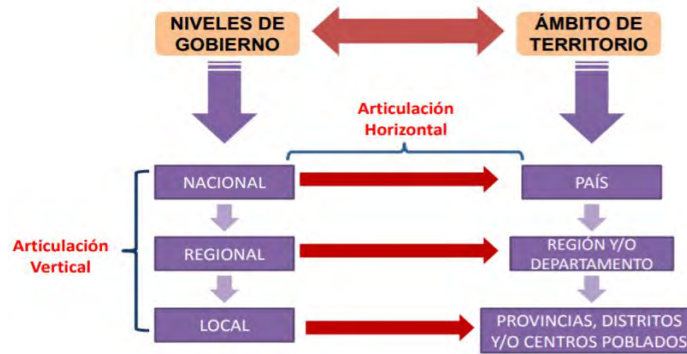 NIVELES DE
GOBIERNO
ÁMBITO DE
TERRITORIO
Articulación
Horizontal
NACIONAL
PAÍS
Articulación
Vertical
REGIONAL
REGIÓN Y/O
DEPARTAMENTO
LOCAL
PROVINCIAS, DISTRITOS
Y/O CENTROS POBLADOS